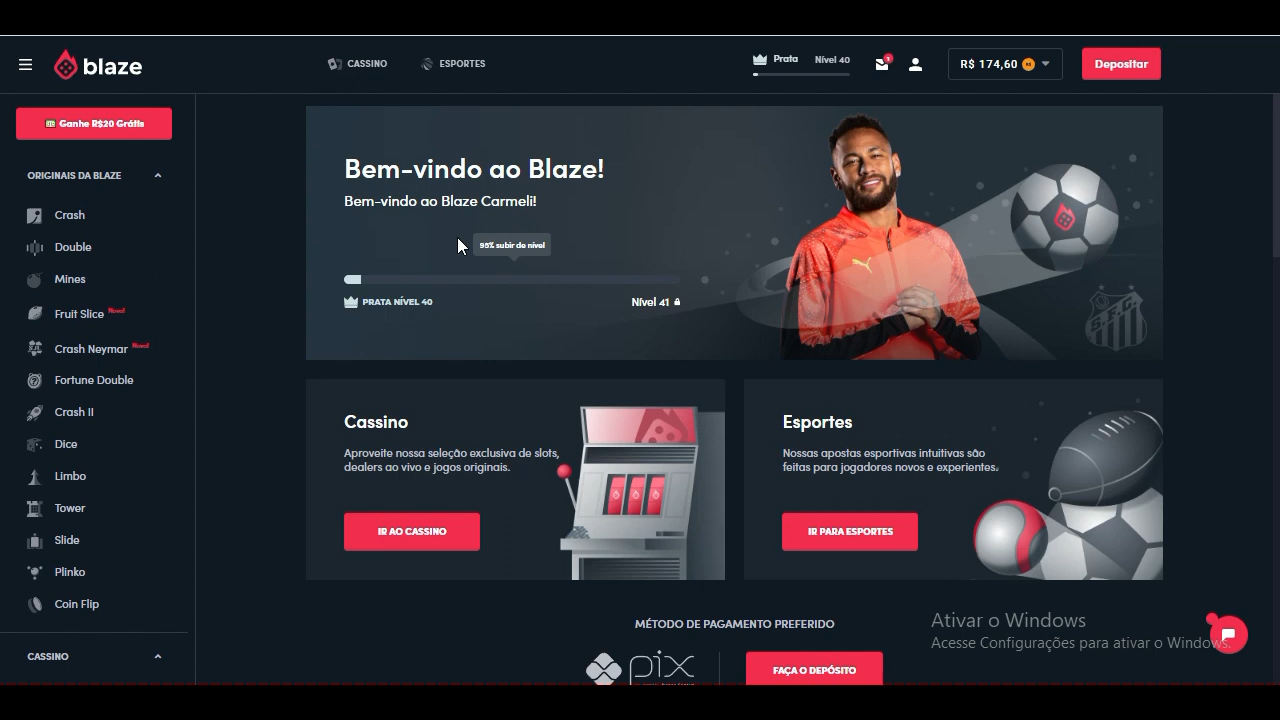 blaze
CASSINO
ESPORTES
Prata Nível 40
R$ 174,60
Depositar
Ganhe R$20 Grátis
ORIGINAIS DA BLAZE
Crash
Double
Mines
Fruit Slice Novo!
Crash Neymar Novo!
Fortune Double
Crash II
Dice
Limbo
Tower
Slide
Plinko
Coin Flip
CASSINO
Bem-vindo ao Blaze!
Bem-vindo ao Blaze Carmeli!
95% subir de nível
PRATA NÍVEL 40
Nível 41
Cassino
Aproveite nossa seleção exclusiva de slots,
dealers ao vivo e jogos originais.
IR AO CASSINO
Esportes
Nossas apostas esportivas intuitivas são
feitas para jogadores novos e experientes.
IR PARA ESPORTES
MÉTODO DE PAGAMENTO PREFERIDO
pix
FAÇA O DEPÓSITO
Ativar o Windows
Acesse Configurações para ativar o Windows.